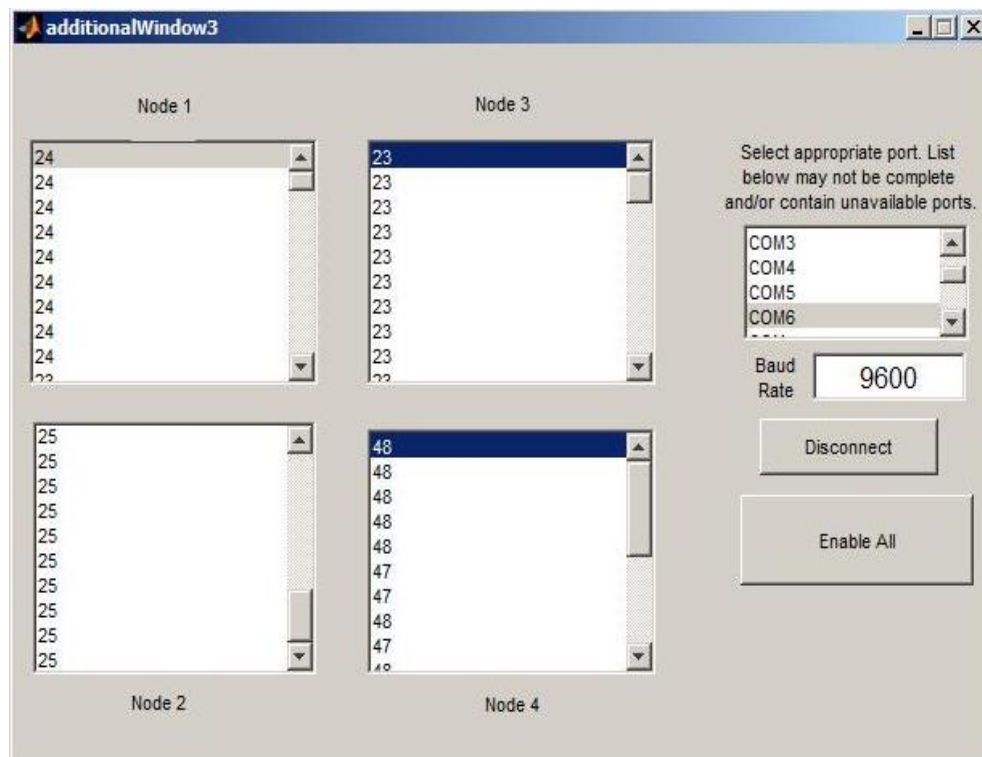 additionalWindow3
Node 1
24
24
24
24
24
24
24
24
24
23
Node 3
23
23
23
23
23
23
23
23
23
23
Select appropriate port. List
below may not be complete
and/or contain unavailable ports.
COM3
COM4
COM5
COM6
Baud
Rate
9600
Disconnect
Enable All
25
25
25
25
25
25
25
25
25
25
Node 2
48
48
48
48
48
47
47
48
47
48
Node 4